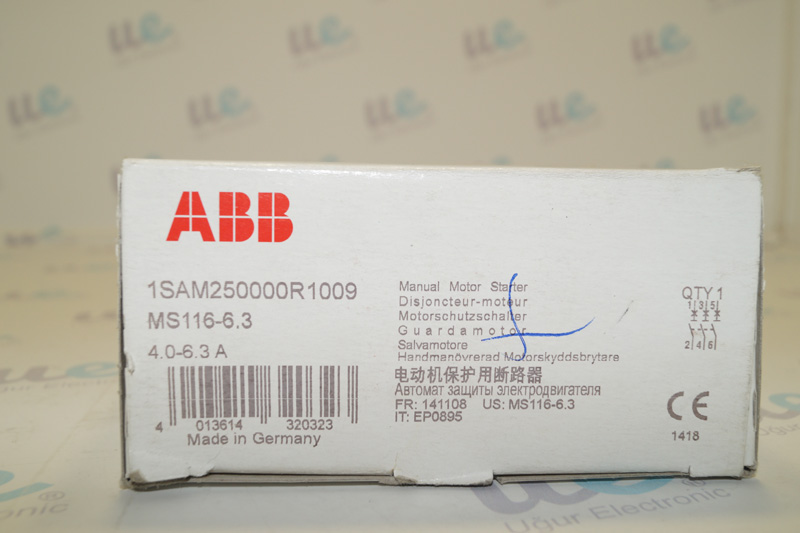 ABB
1SAM250000R1009
MS116-6.3
4.0-6.3 A
4 013614 320323
Made in Germany
Manual Motor Starter
Disjoncteur-moteur
Motorschutzschalter
Guardamotor
Salvamotore
Handmanövrerad Motorskyddsbrytare
电动机保护用断路器
Автомат защиты электродвигателя
FR: 141108 US: MS116-6.3
IT: EP0895
QTY 1
1 3 5
2 4 6
CE
1418
ue
Uğur Electronic